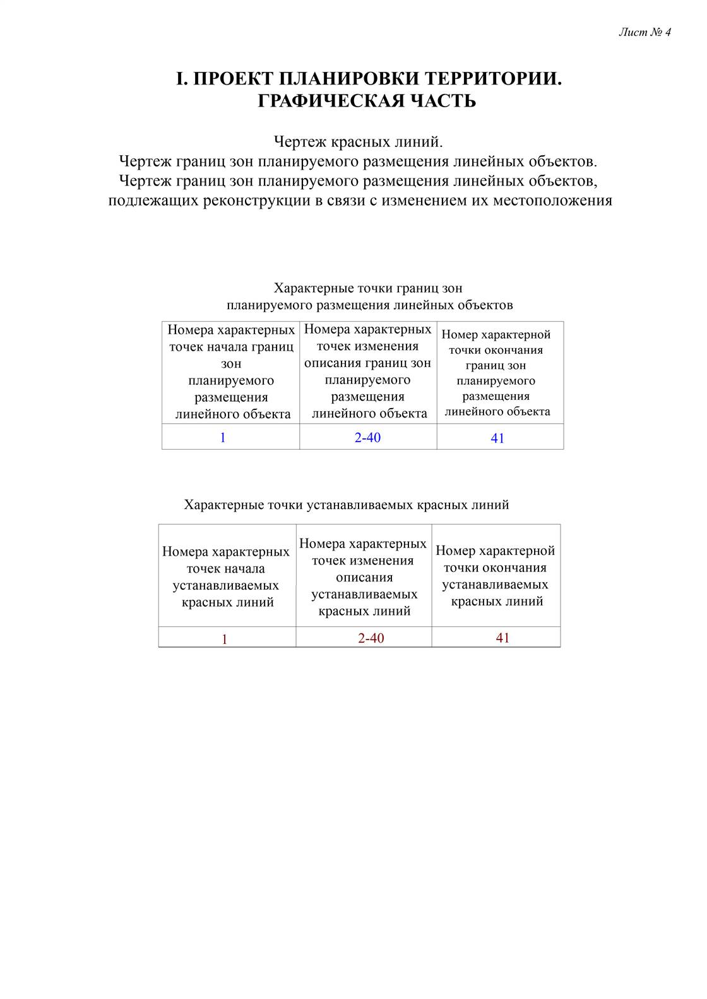 Лист № 4
I. ПРОЕКТ ПЛАНИРОВКИ ТЕРРИТОРИИ.
ГРАФИЧЕСКАЯ ЧАСТЬ
Чертеж красных линий.
Чертеж границ зон планируемого размещения линейных объектов.
Чертеж границ зон планируемого размещения линейных объектов,
подлежащих реконструкции в связи с изменением их местоположения
Характерные точки границ зон
планируемого размещения линейных объектов
Номера характерных
точек начала границ
зон
планируемого
размещения
линейного объекта
Номера характерных
точек изменения
описания границ зон
планируемого
размещения
линейного объекта
Номер характерной
точки окончания
границ зон
планируемого
размещения
линейного объекта
1
2-40
41
Характерные точки устанавливаемых красных линий
Номера характерных
точек начала
устанавливаемых
красных линий
Номера характерных
точек изменения
описания
устанавливаемых
красных линий
Номер характерной
точки окончания
устанавливаемых
красных линий
1
2-40
41